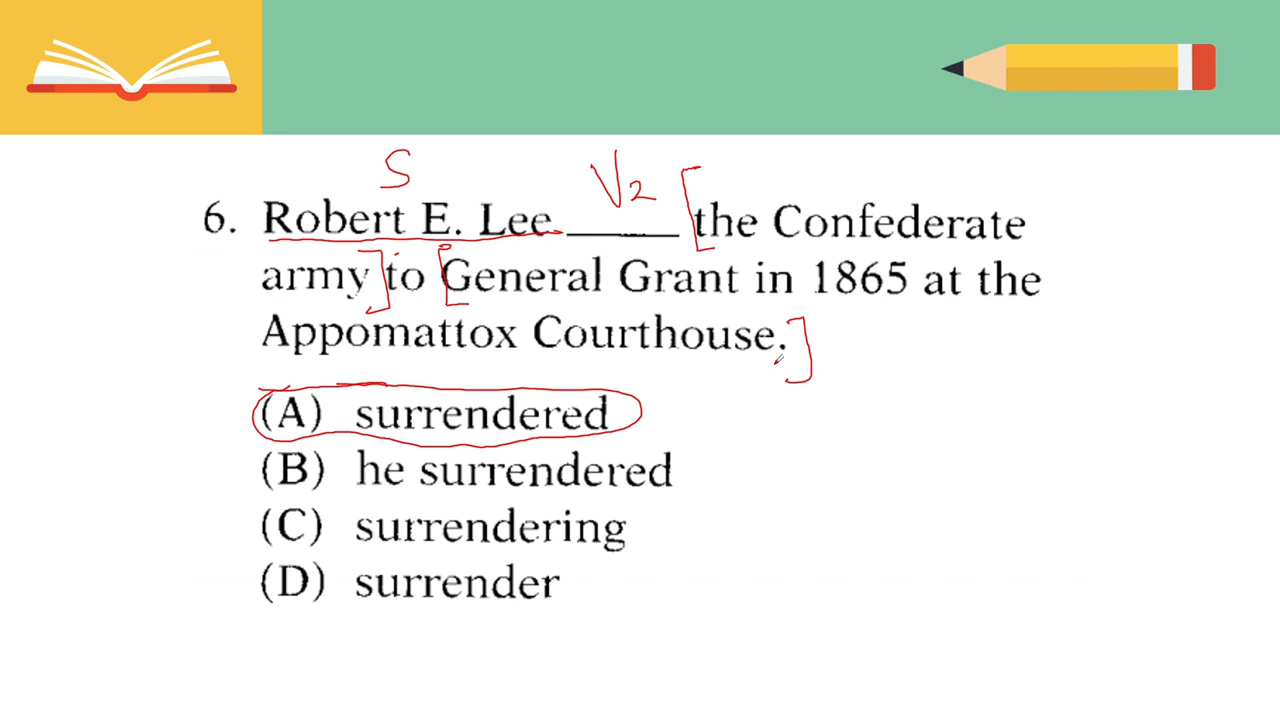 S V2
6. Robert E. Lee ____ [the Confederate
army] to [General Grant in 1865 at the
Appomattox Courthouse.]
(A) surrendered
(B) he surrendered
(C) surrendering
(D) surrender